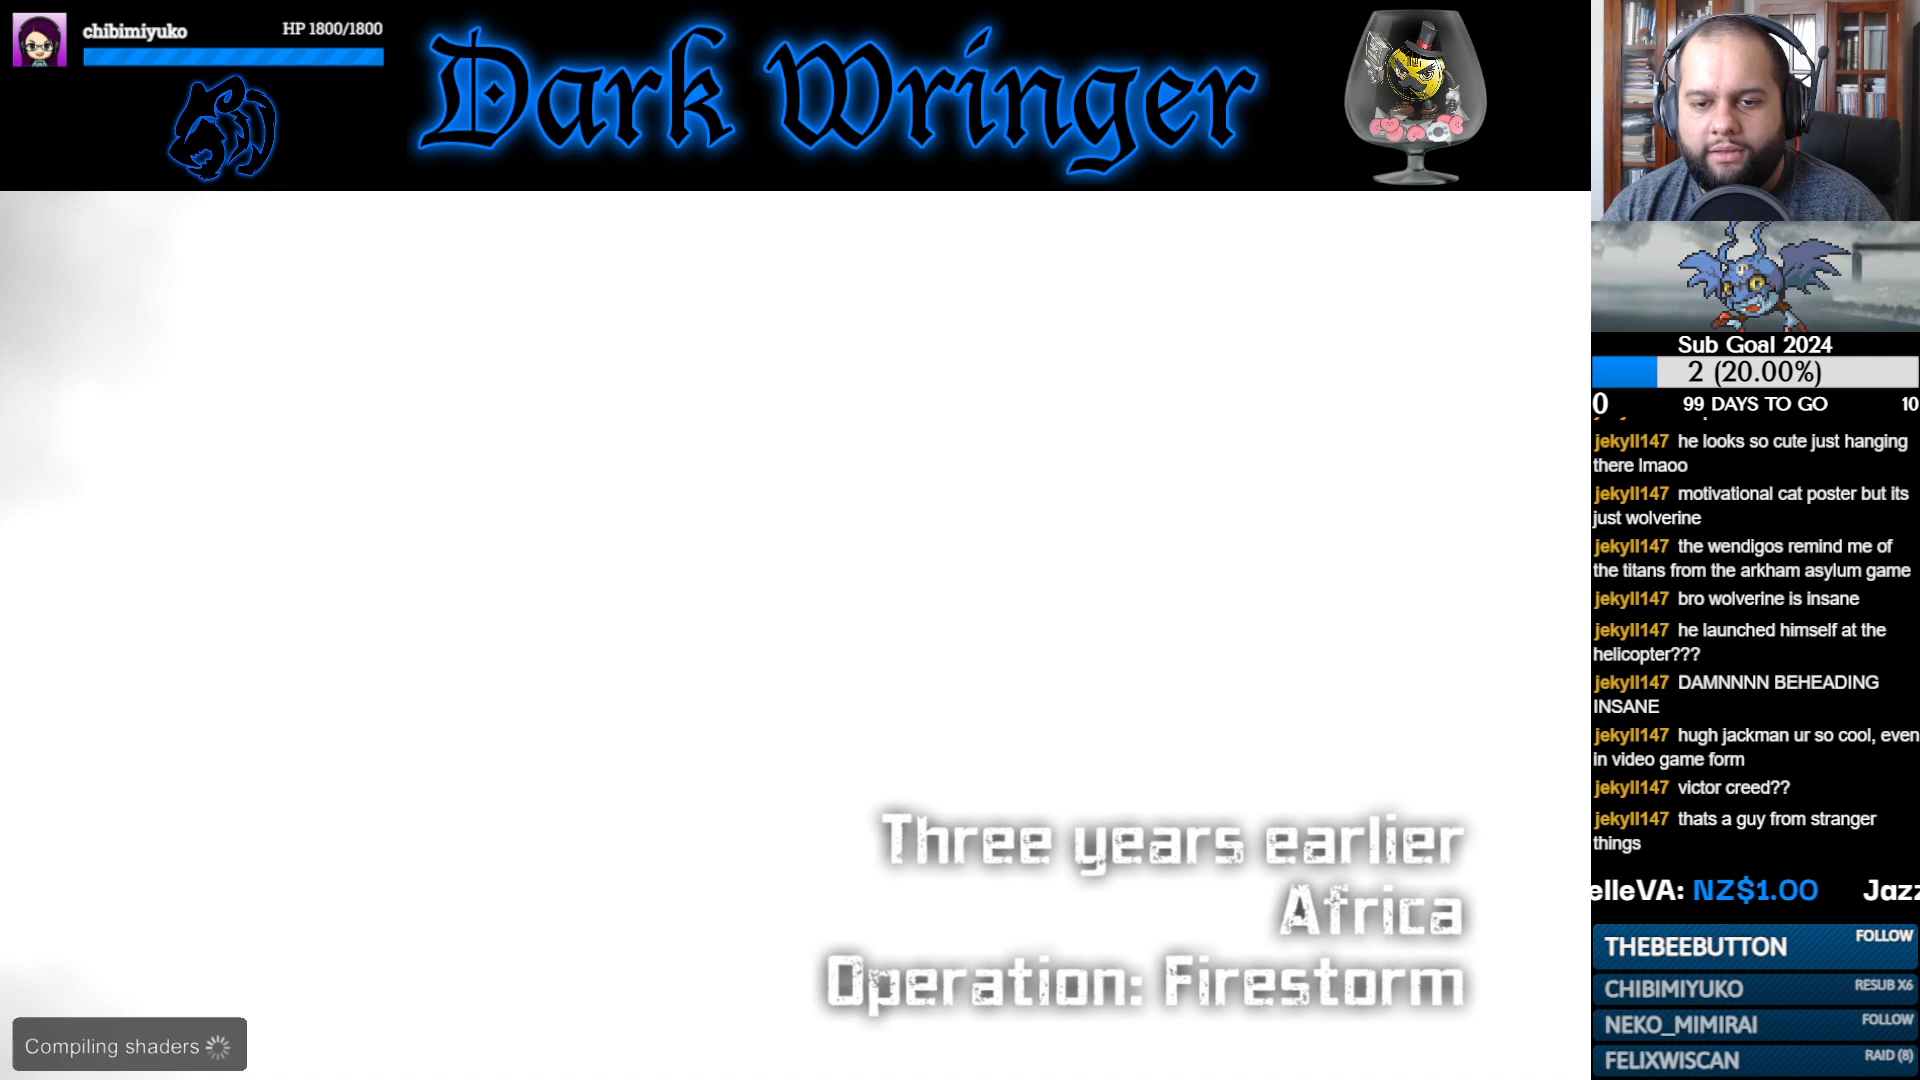 chibimiyuko
HP 1800/1800
Dark Wringer
Sub Goal 2024
2 (20.00%)
0
99 DAYS TO GO
10
jekyll147 he looks so cute just hanging
there lmaoo
jekyll147 motivational cat poster but its
just wolverine
jekyll147 the wendigos remind me of
the titans from the arkham asylum game
jekyll147 bro wolverine is insane
jekyll147 he launched himself at the
helicopter???
jekyll147 DAMNNNN BEHEADING
INSANE
jekyll147 hugh jackman ur so cool, even
in video game form
jekyll147 victor creed??
jekyll147 thats a guy from stranger
things
elleVA: NZ$1.00 Jazz
THEBEEBUTTON FOLLOW
CHIBIMIYUKO RESUB X6
NEKO_MIMIRAI FOLLOW
FELIXWISCAN RAID (8)
Three years earlier
Africa
Operation: Firestorm
Compiling shaders